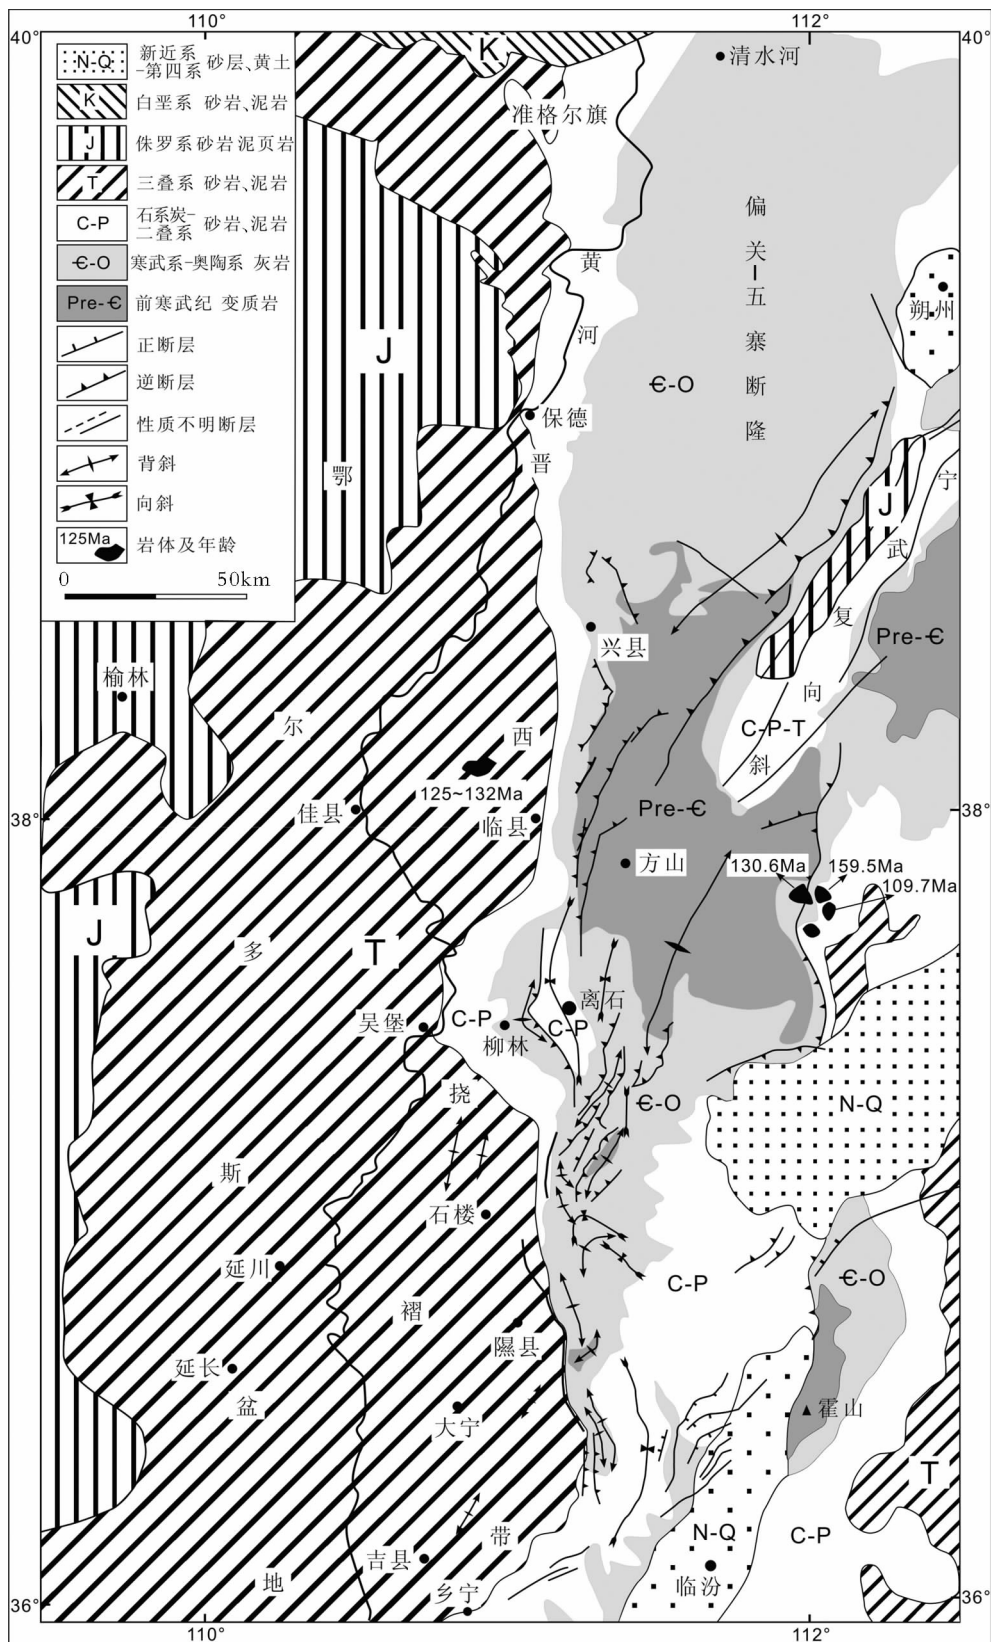 110°
112°
40°
40°
N-Q
新近系
-第四系
砂层、黄土
K
白垩系 砂岩、泥岩
J
侏罗系 砂岩泥页岩
T
三叠系 砂岩、泥岩
C-P
石系炭-
二叠系
砂岩、泥岩
Є-O
寒武系-奥陶系 灰岩
Pre-Є
前寒武纪 变质岩
正断层
逆断层
性质不明断层
背斜
向斜
125Ma
岩体及年龄
0
50km
K
清水河
准格尔旗
偏关-五寨断隆
黄河
朔州
J
Є-O
保德
鄂尔多斯盆地
晋西挠褶带
宁武复向斜
J
兴县
Pre-Є
榆林
C-P-T
125~132Ma
Pre-Є
38°
38°
佳县
临县
方山
130.6Ma
159.5Ma
109.7Ma
J
T
离石
吴堡
C-P
柳林
C-P
Є-O
N-Q
石楼
延川
C-P
Є-O
隰县
延长
大宁
霍山
T
N-Q
C-P
吉县
临汾
乡宁
36°
36°
110°
112°